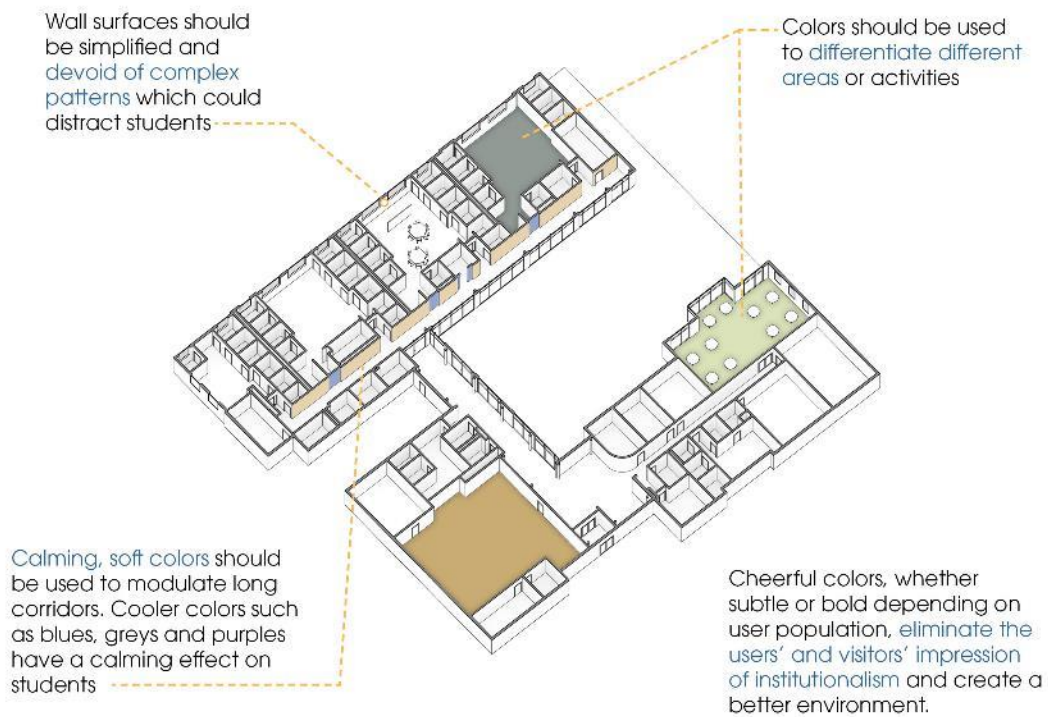 Wall surfaces should
be simplified and
devoid of complex
patterns which could
distract students
Colors should be used
to differentiate different
areas or activities
Calming, soft colors should
be used to modulate long
corridors. Cooler colors such
as blues, greys and purples
have a calming effect on
students
Cheerful colors, whether
subtle or bold depending on
user population, eliminate the
users' and visitors' impression
of institutionalism and create a
better environment.